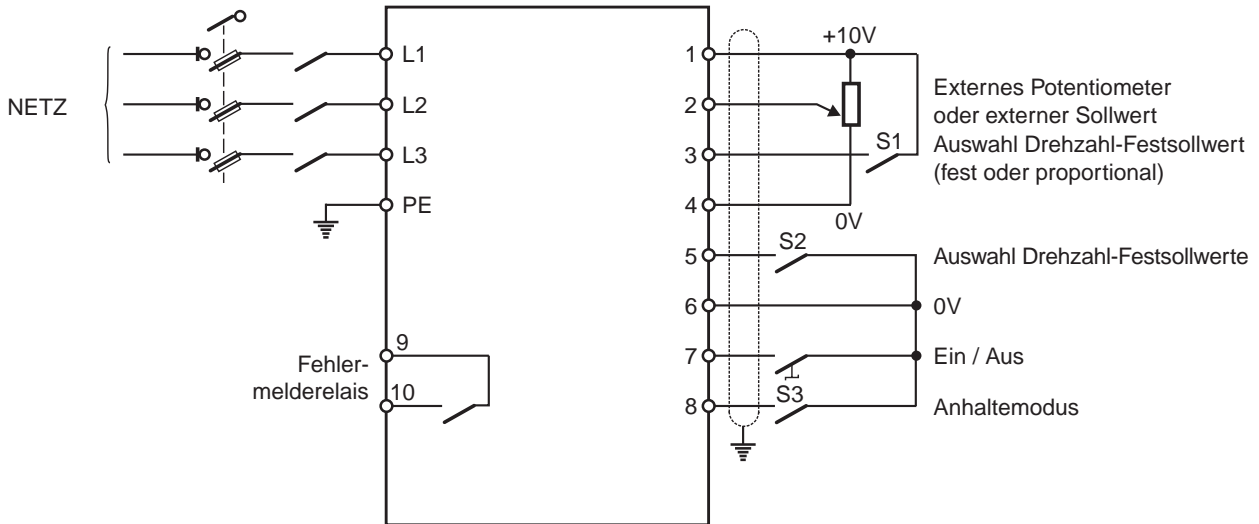 NETZ
L1
L2
L3
PE
9
Fehler-
melderelais
10
1
+10V
2
3
S1
4
0V
Externes Potentiometer
oder externer Sollwert
Auswahl Drehzahl-Festsollwert
(fest oder proportional)
5
S2
Auswahl Drehzahl-Festsollwerte
6
0V
7
Ein / Aus
8
S3
Anhaltemodus